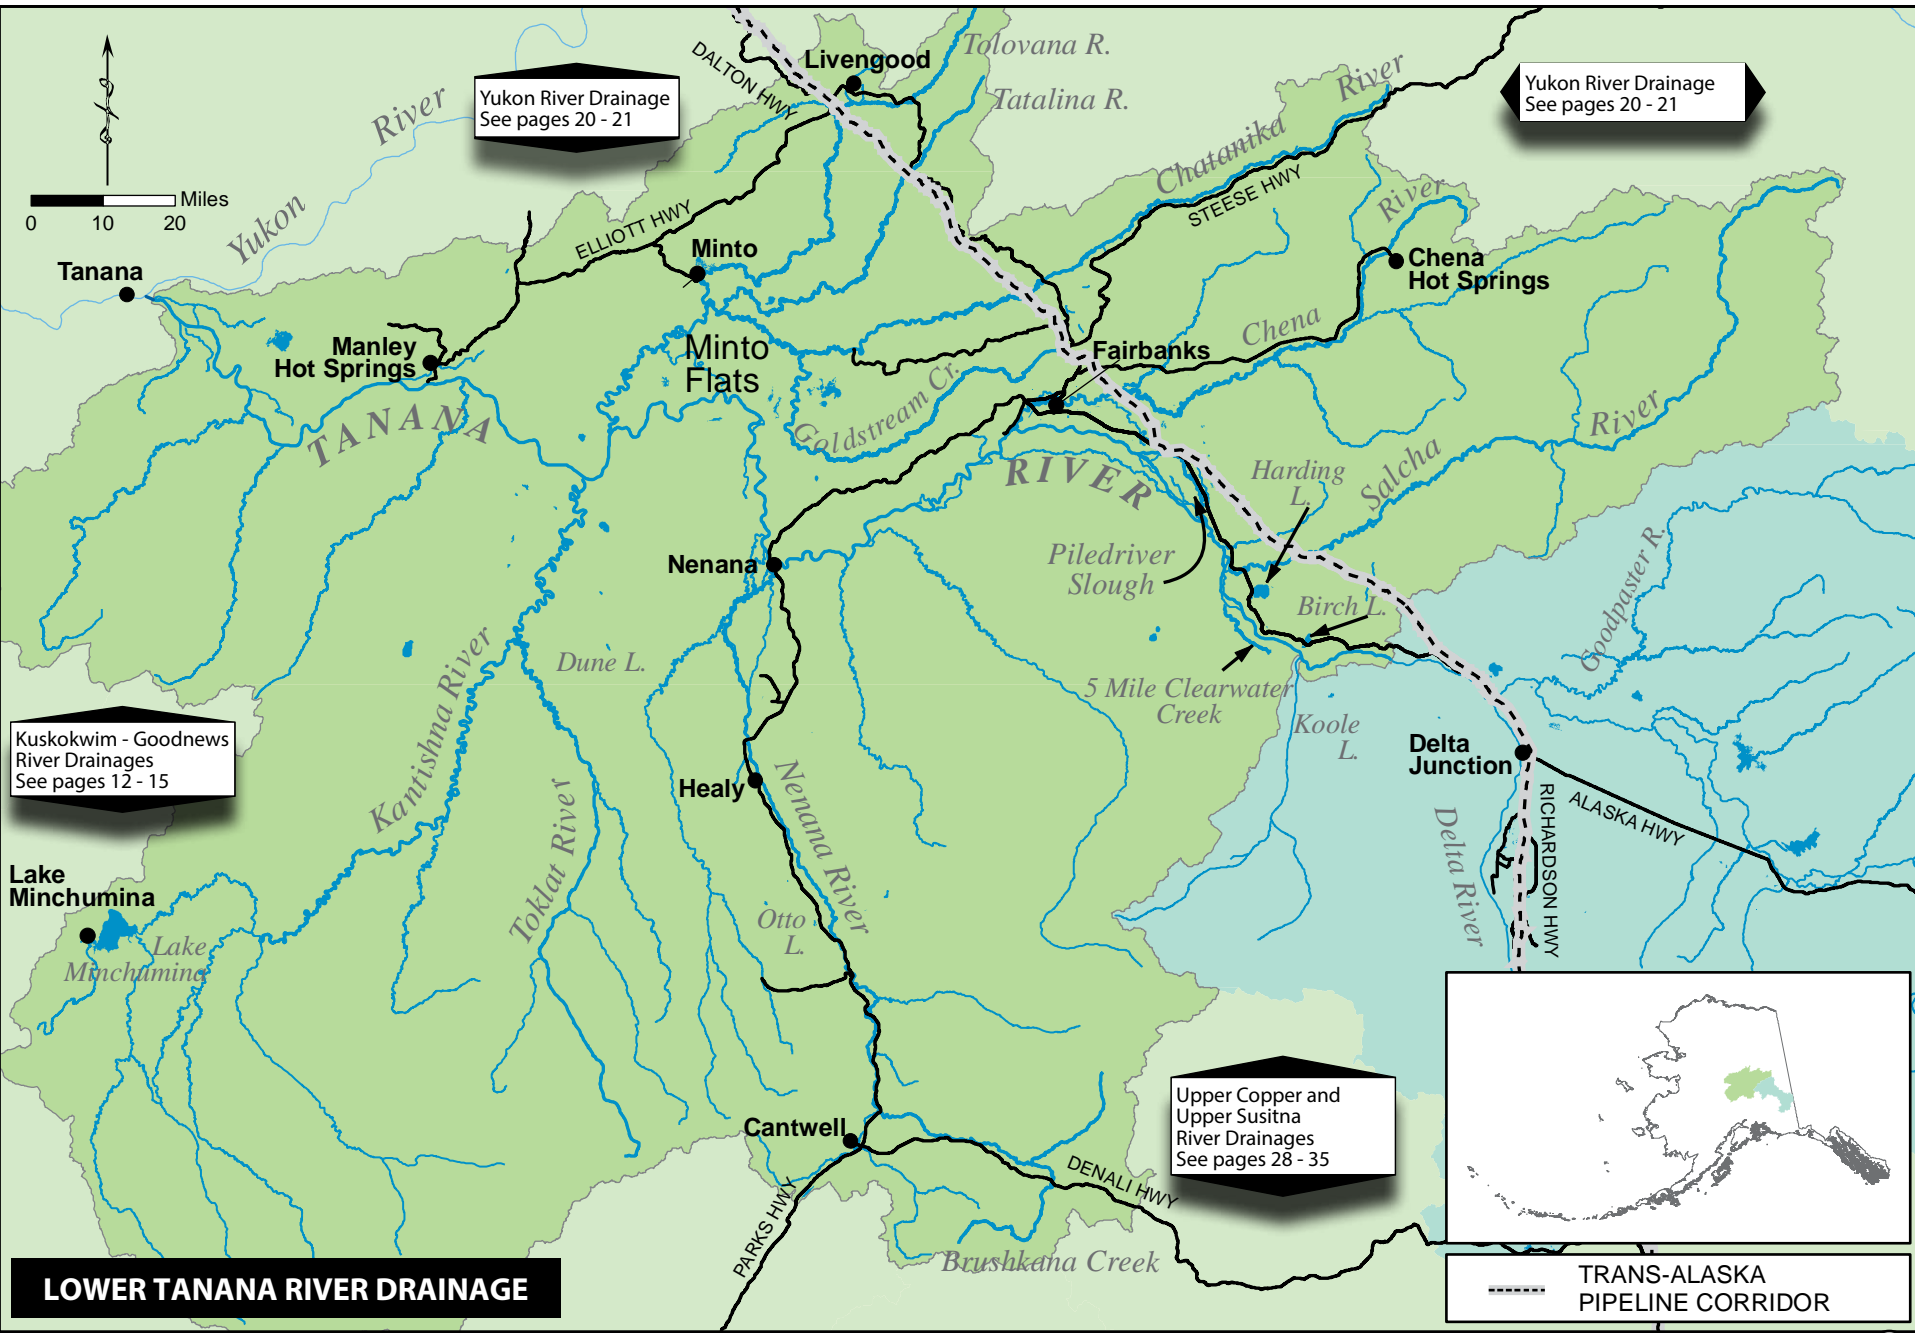 Tolovana R.
Livengood
DALTON HWY
Tatalina R.
River
Yukon River Drainage
See pages 20 - 21
Yukon River Drainage
See pages 20 - 21
River
Chatanika
STEESE HWY
River
0 10 20 Miles
Yukon
ELLIOTT HWY
Minto
Tanana
Chena
Hot Springs
Chena
Manley
Hot Springs
Minto
Flats
Fairbanks
Goldstream Cr.
TANANA
RIVER
Harding
L.
Salcha
River
Piledriver
Slough
Nenana
Birch L.
Goodpaster R.
Kantishna River
Dune L.
5 Mile Clearwater
Creek
Koole
L.
Kuskokwim - Goodnews
River Drainages
See pages 12 - 15
Delta
Junction
Healy
Nenana River
Toklat River
Delta River
RICHARDSON HWY
ALASKA HWY
Lake
Minchumina
Lake
Minchumina
Otto
L.
Cantwell
Upper Copper and
Upper Susitna
River Drainages
See pages 28 - 35
DENALI HWY
PARKS HWY
Brushkana Creek
LOWER TANANA RIVER DRAINAGE
TRANS-ALASKA
PIPELINE CORRIDOR